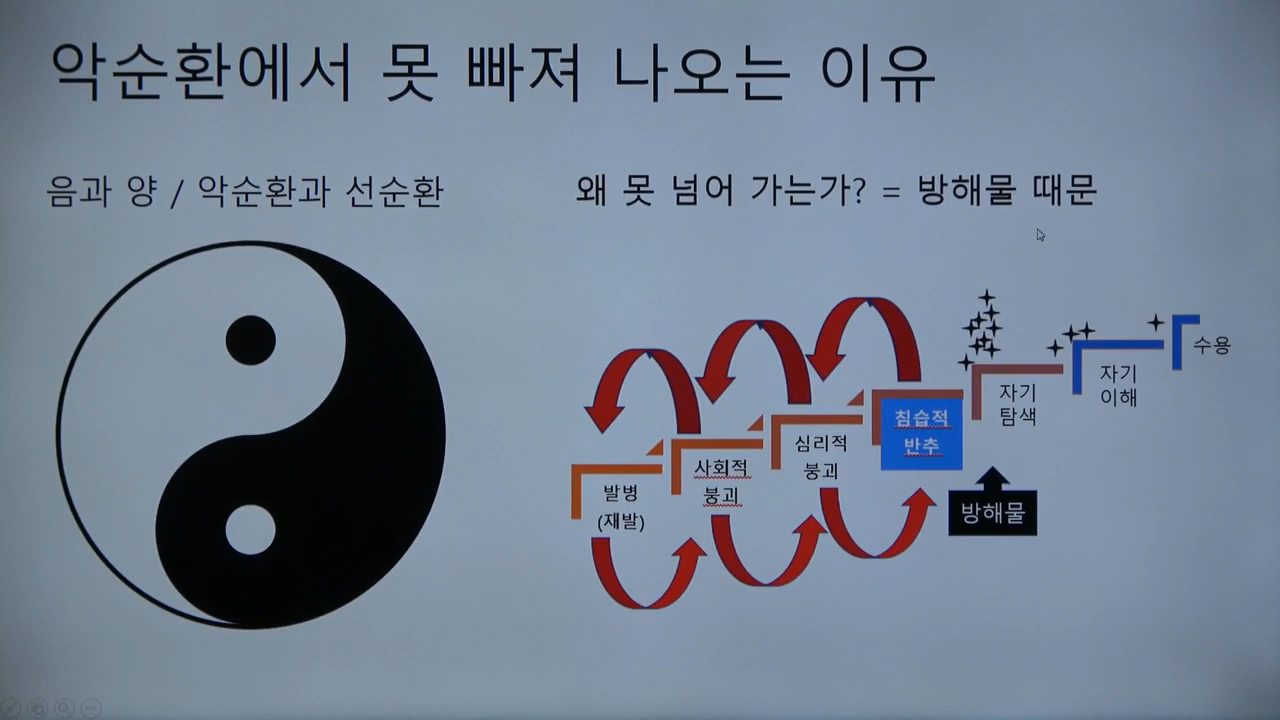 악순환에서 못 빠져 나오는 이유
음과 양 / 악순환과 선순환
왜 못 넘어 가는가? = 방해물 때문
발병
(재발)
사회적
붕괴
심리적
붕괴
침습적
반추
자기
탐색
자기
이해
수용
방해물